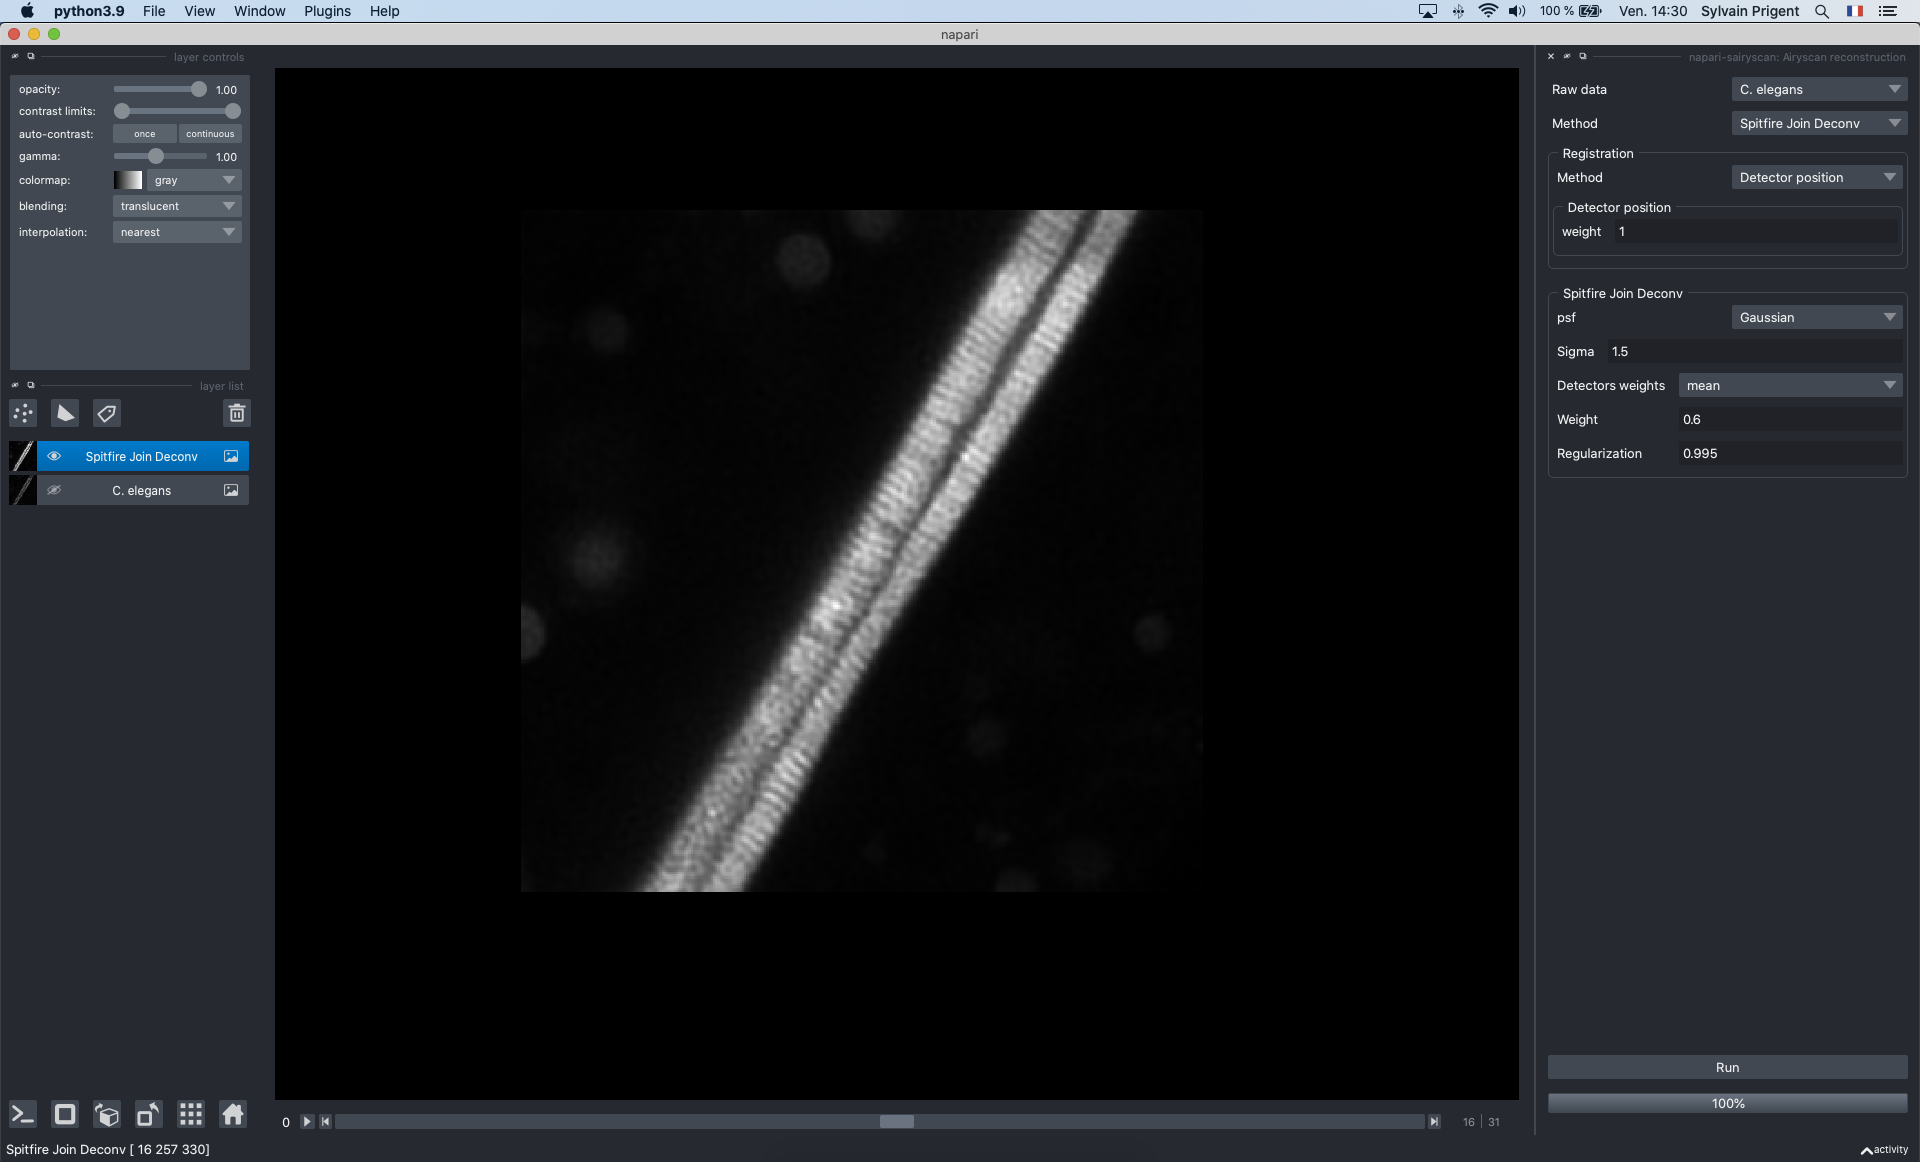 python3.9 File View Window Plugins Help 100 % Ven. 14:30 Sylvain Prigent
napari
layer controls
opacity: 1.00
contrast limits:
auto-contrast: once continuous
gamma: 1.00
colormap: gray
blending: translucent
interpolation: nearest
layer list
Spitfire Join Deconv
C. elegans
napari-sairyscan: Airyscan reconstruction
Raw data C. elegans
Method Spitfire Join Deconv
Registration
Method Detector position
Detector position
weight 1
Spitfire Join Deconv
psf Gaussian
Sigma 1.5
Detectors weights mean
Weight 0.6
Regularization 0.995
Run
100%
0 16 31
Spitfire Join Deconv [ 16 257 330]
activity